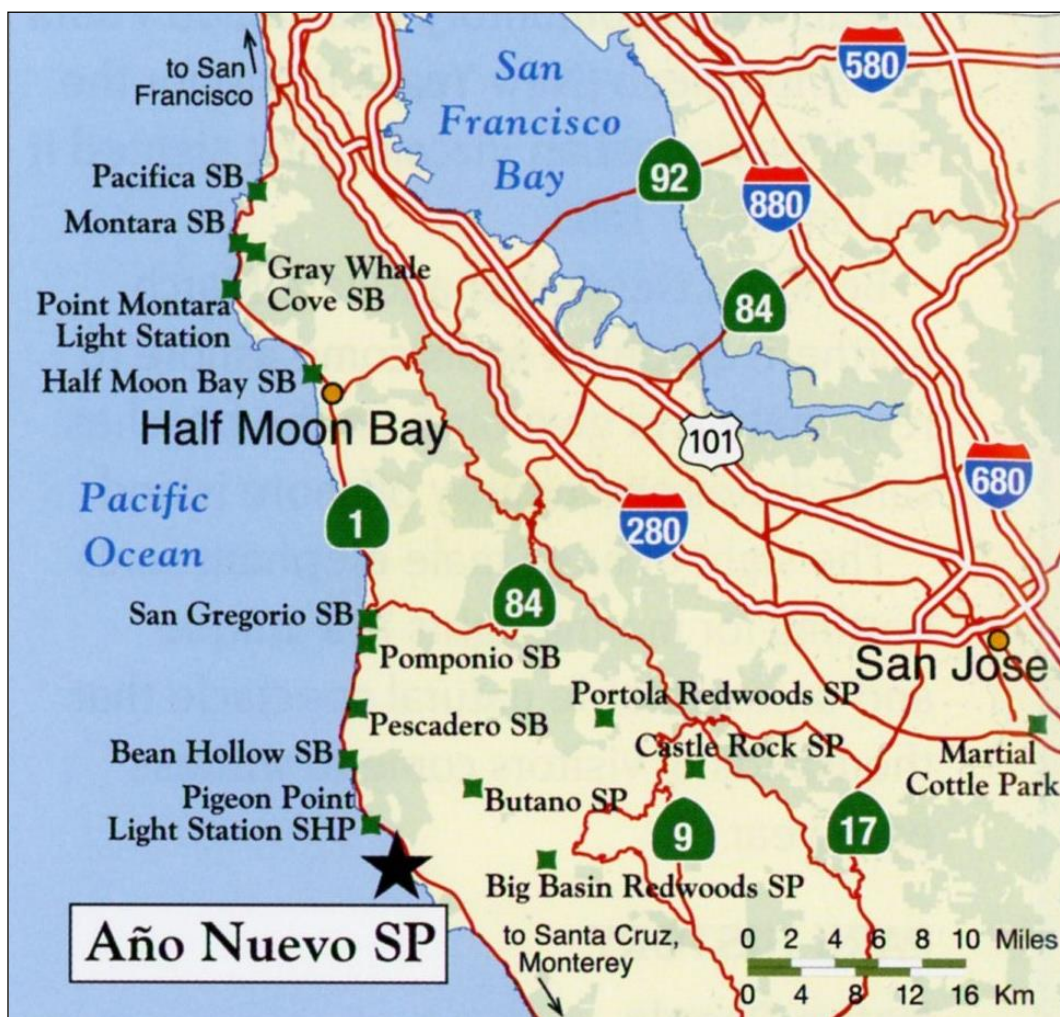 to San
Francisco
San
Francisco
Bay
580
92
880
Pacifica SB
Montara SB
Gray Whale
Cove SB
Point Montara
Light Station
84
Half Moon Bay SB
Half Moon Bay
101
680
Pacific
Ocean
1
280
84
San Gregorio SB
Pomponio SB
San Jose
Portola Redwoods SP
Pescadero SB
Castle Rock SP
Martial
Cottle Park
Bean Hollow SB
Butano SP
Pigeon Point
Light Station SHP
9
17
Big Basin Redwoods SP
Año Nuevo SP
to Santa Cruz,
Monterey
0 2 4 6 8 10 Miles
0 4 8 12 16 Km